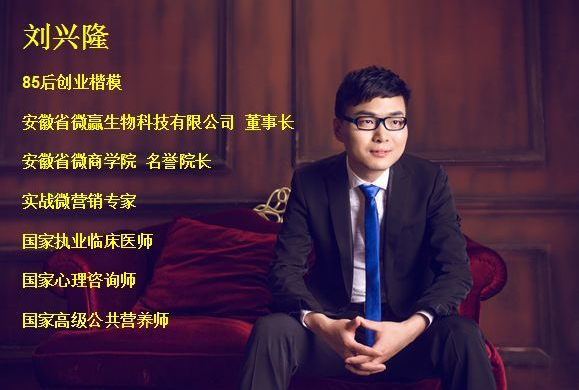 刘兴隆
85后创业楷模
安徽省微赢生物科技有限公司 董事长
安徽省微商学院 名誉院长
实战微营销专家
国家执业临床医师
国家心理咨询师
国家高级公共营养师